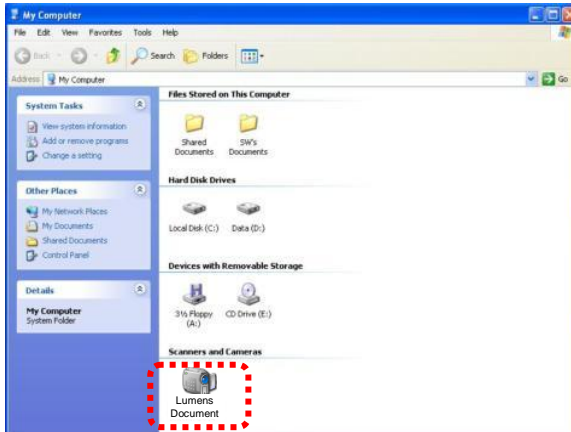 My Computer
File Edit View Favorites Tools Help
Back Search Folders
Address My Computer Go
System Tasks
View system information
Add or remove programs
Change a setting
Other Places
My Network Places
My Documents
Shared Documents
Control Panel
Details
My Computer
System Folder
Files Stored on This Computer
Shared Documents
SW's Documents
Hard Disk Drives
Local Disk (C:) Data (D:)
Devices with Removable Storage
3½ Floppy (A:)
CD Drive (E:)
Scanners and Cameras
Lumens
Document